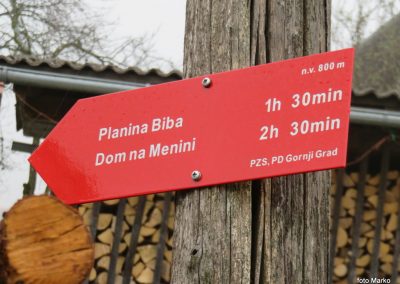 n.v. 800 m
Planina Biba 1h 30min
Dom na Menini 2h 30min
PZS, PD Gornji Grad
foto Marko